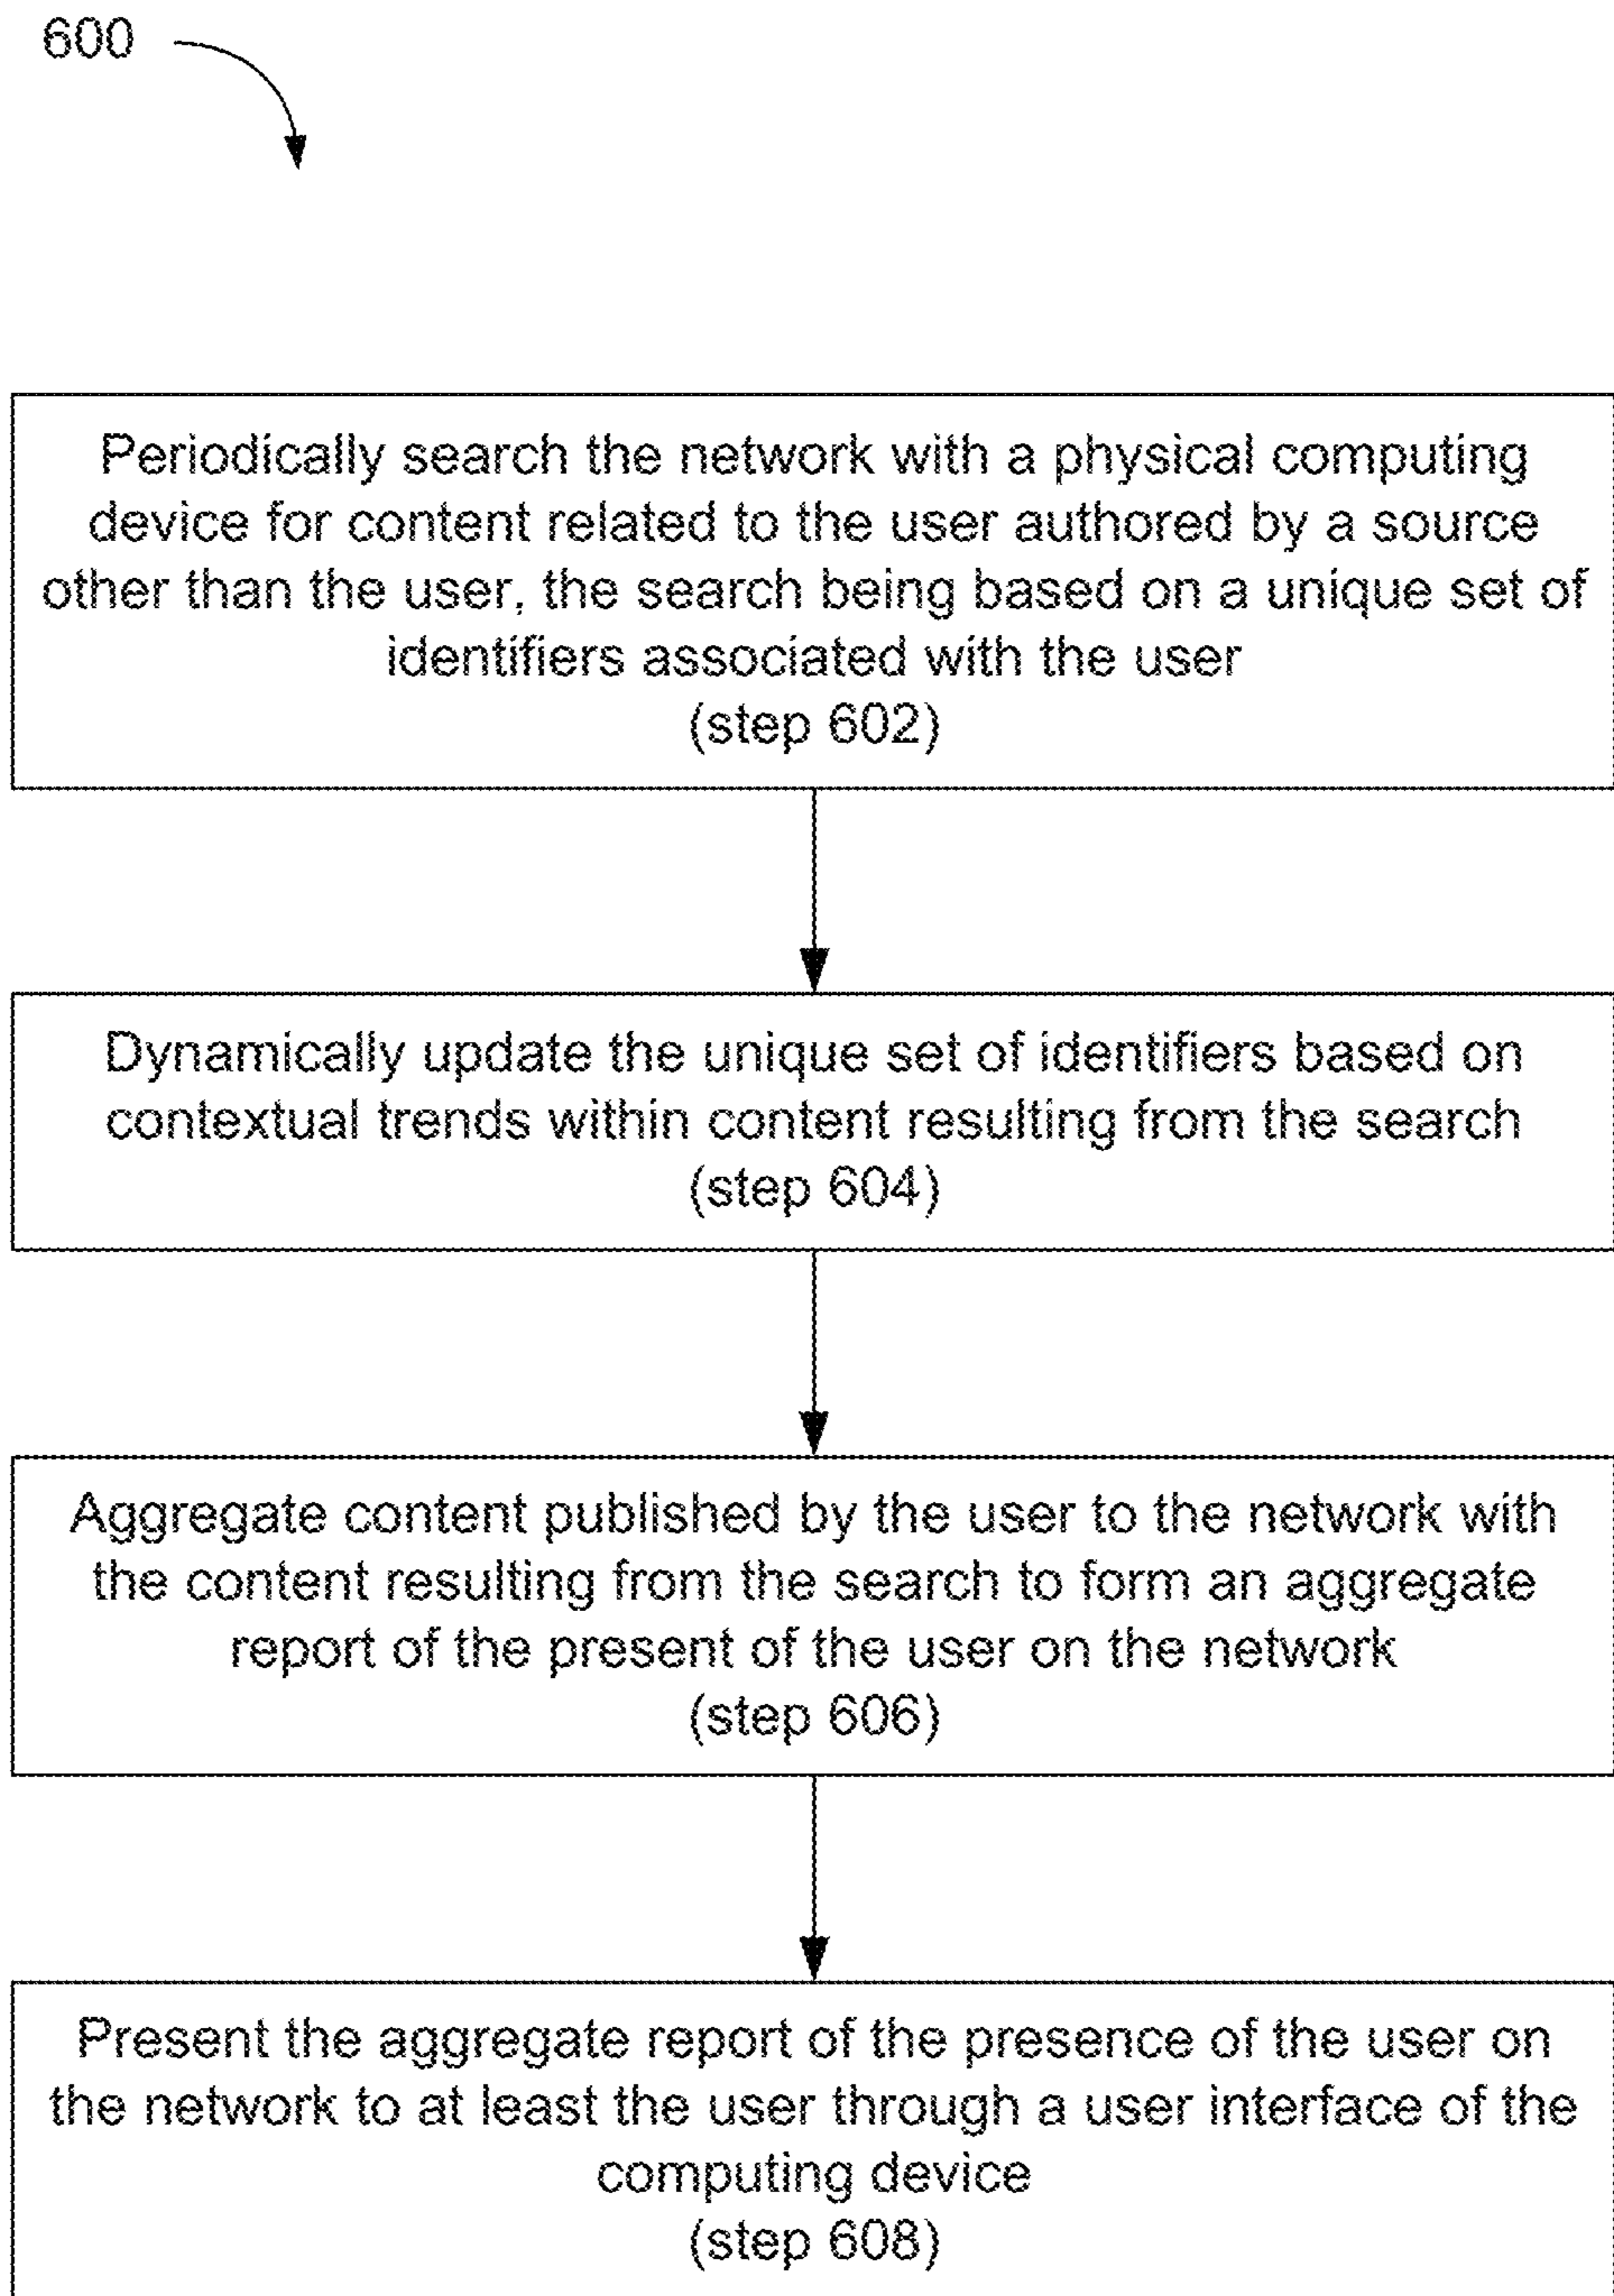 600
Periodically search the network with a physical computing
device for content related to the user authored by a source
other than the user, the search being based on a unique set of
identifiers associated with the user
(step 602)
Dynamically update the unique set of identifiers based on
contextual trends within content resulting from the search
(step 604)
Aggregate content published by the user to the network with
the content resulting from the search to form an aggregate
report of the present of the user on the network
(step 606)
Present the aggregate report of the presence of the user on
the network to at least the user through a user interface of the
computing device
(step 608)